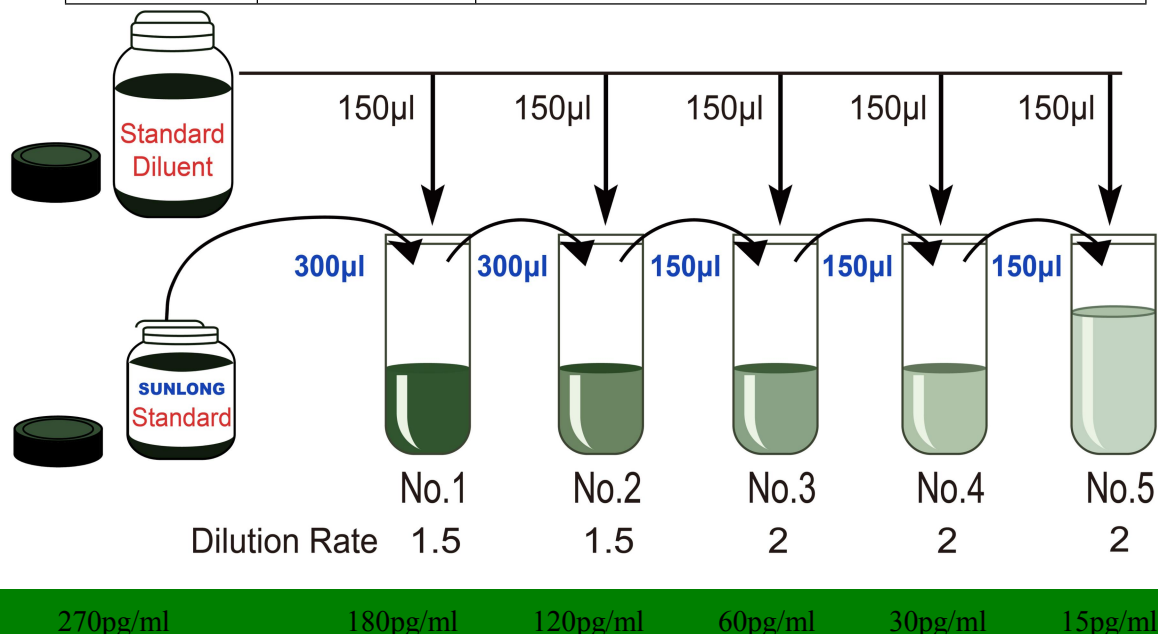 150µl 150µl 150µl 150µl 150µl
Standard
Diluent
300µl 300µl 150µl 150µl 150µl
SUNLONG
Standard
No.1 No.2 No.3 No.4 No.5
Dilution Rate 1.5 1.5 2 2 2
270pg/ml 180pg/ml 120pg/ml 60pg/ml 30pg/ml 15pg/ml